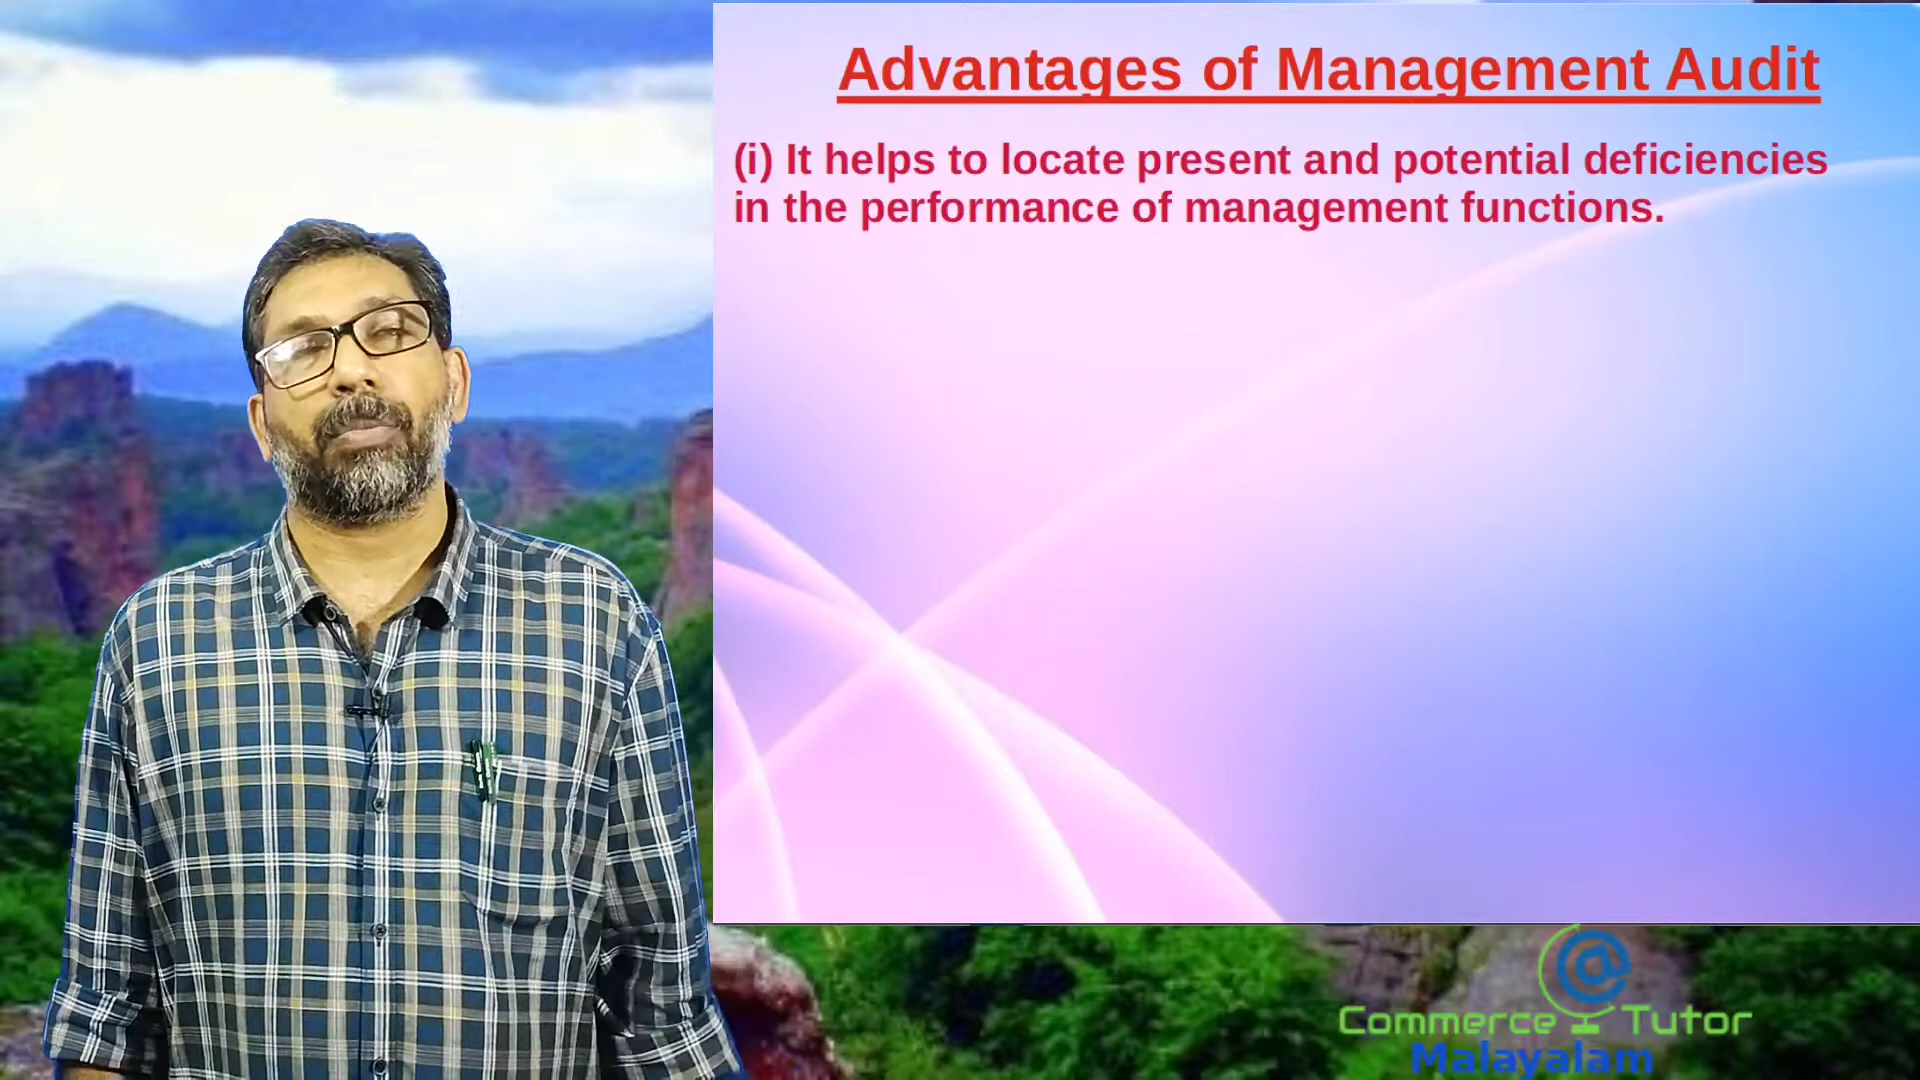 Advantages of Management Audit
(i) It helps to locate present and potential deficiencies
in the performance of management functions.
Commerce Tutor
Malayalam